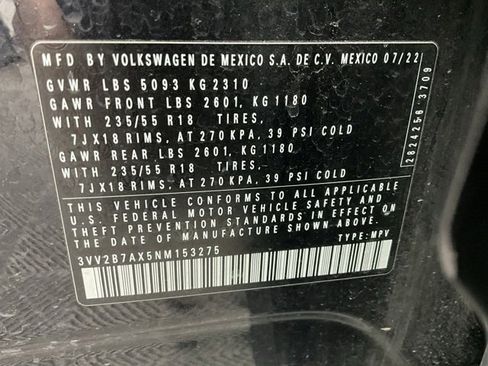 MFD BY VOLKSWAGEN DE MEXICO S.A. DE C.V. MEXICO 07/22
GVWR LBS 5093 KG 2310
GAWR FRONT LBS 2601, KG 1180
WITH 235/55 R18 TIRES,
7JX18 RIMS, AT 270 KPA, 39 PSI COLD
GAWR REAR LBS 2601, KG 1180
WITH 235/55 R18 TIRES,
7JX18 RIMS, AT 270 KPA, 39 PSI COLD
THIS VEHICLE CONFORMS TO ALL APPLICABLE
U.S. FEDERAL MOTOR VEHICLE SAFETY AND
THEFT PREVENTION STANDARDS IN EFFECT ON
THE DATE OF MANUFACTURE SHOWN ABOVE.
3VV2B7AX5NM153275 TYPE: MPV
2824256 3709